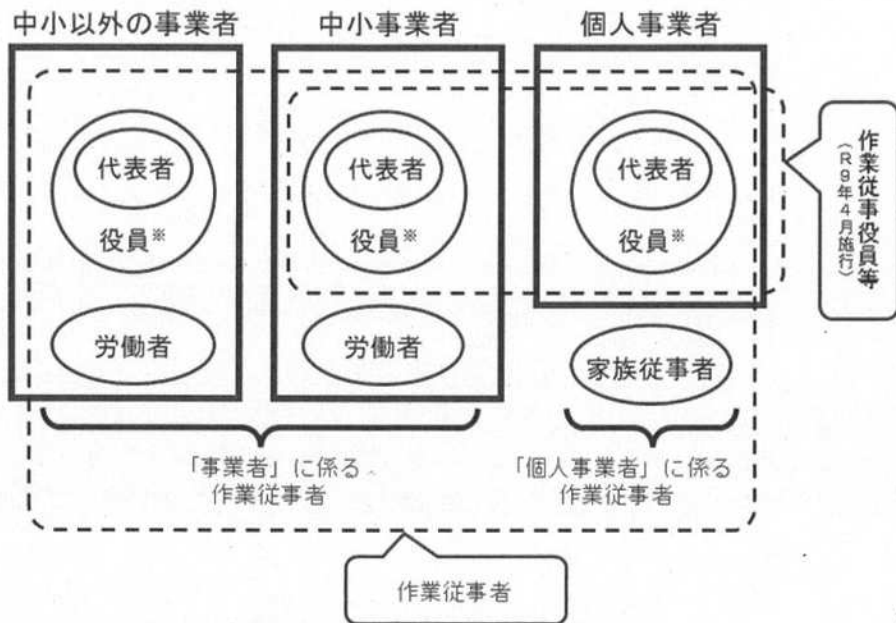 中小以外の事業者
中小事業者
個人事業者
代表者
役員※
労働者
代表者
役員※
労働者
代表者
役員※
家族従事者
作業従事役員等
（R9年4月施行）
「事業者」に係る
作業従事者
「個人事業者」に係る
作業従事者
作業従事者